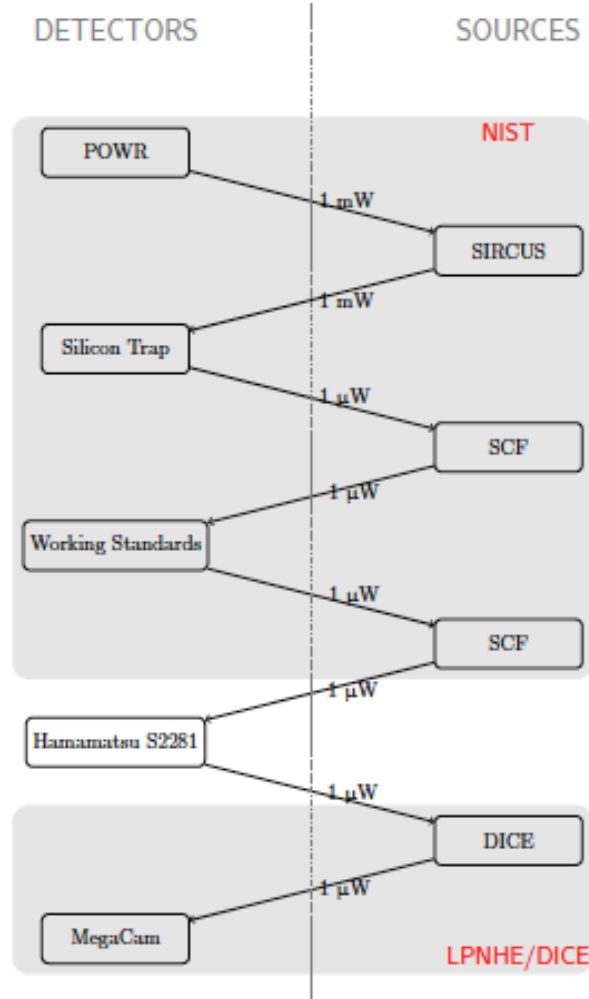 DETECTORS SOURCES
NIST
POWR
1 mW
SIRCUS
1 mW
Silicon Trap
1 μW
SCF
1 μW
Working Standards
1 μW
SCF
1 μW
Hamamatsu S2281
1 μW
DICE
1 μW
MegaCam
LPNHE/DICE